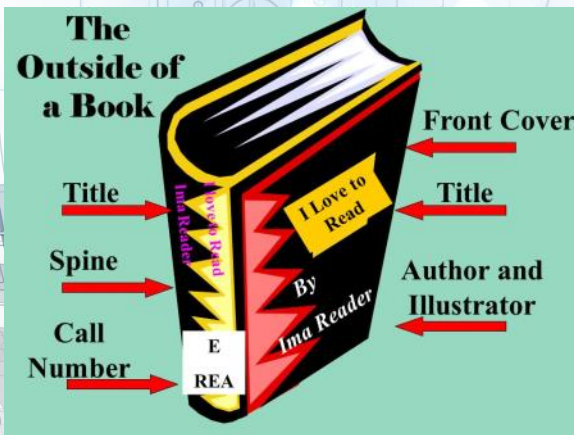 The
Outside of
a Book
Front Cover
Title
Title
I Love to Read
Ima Reader
I Love to
Read
Spine
By
Ima Reader
Author and
Illustrator
Call
Number
E
REA